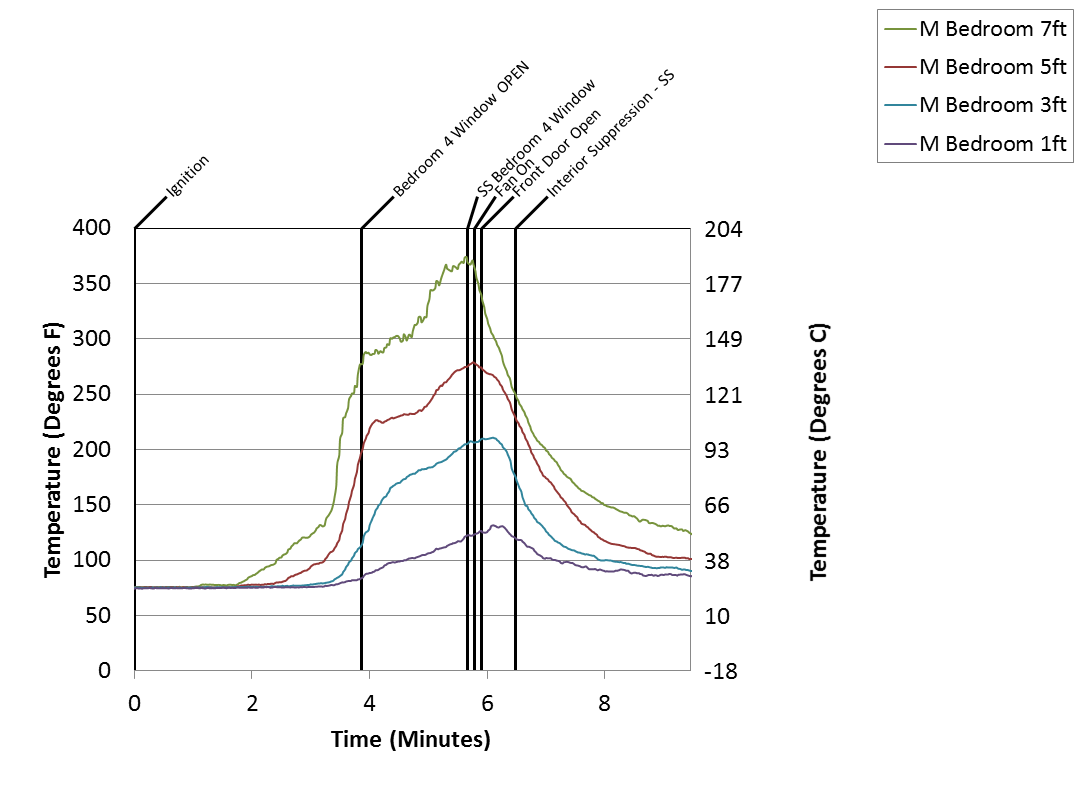 M Bedroom 7ft
M Bedroom 5ft
M Bedroom 3ft
M Bedroom 1ft
Ignition
Bedroom 4 Window OPEN
SS Bedroom 4 Window
Fan On
Front Door Open
Interior Suppression - SS
Temperature (Degrees F)
400
350
300
250
200
150
100
50
0
204
177
149
121
93
66
38
10
-18
Temperature (Degrees C)
0 2 4 6 8
Time (Minutes)